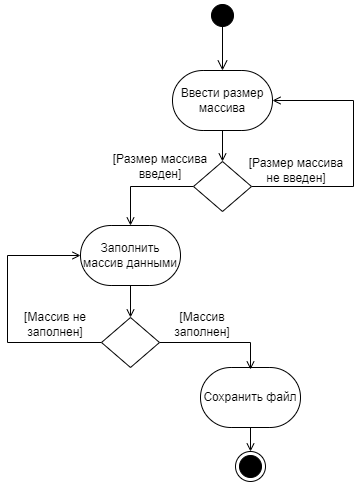 Ввести размер
массива
[Размер массива
введен]
[Размер массива
не введен]
Заполнить
массив данными
[Массив не
заполнен]
[Массив
заполнен]
Сохранить файл